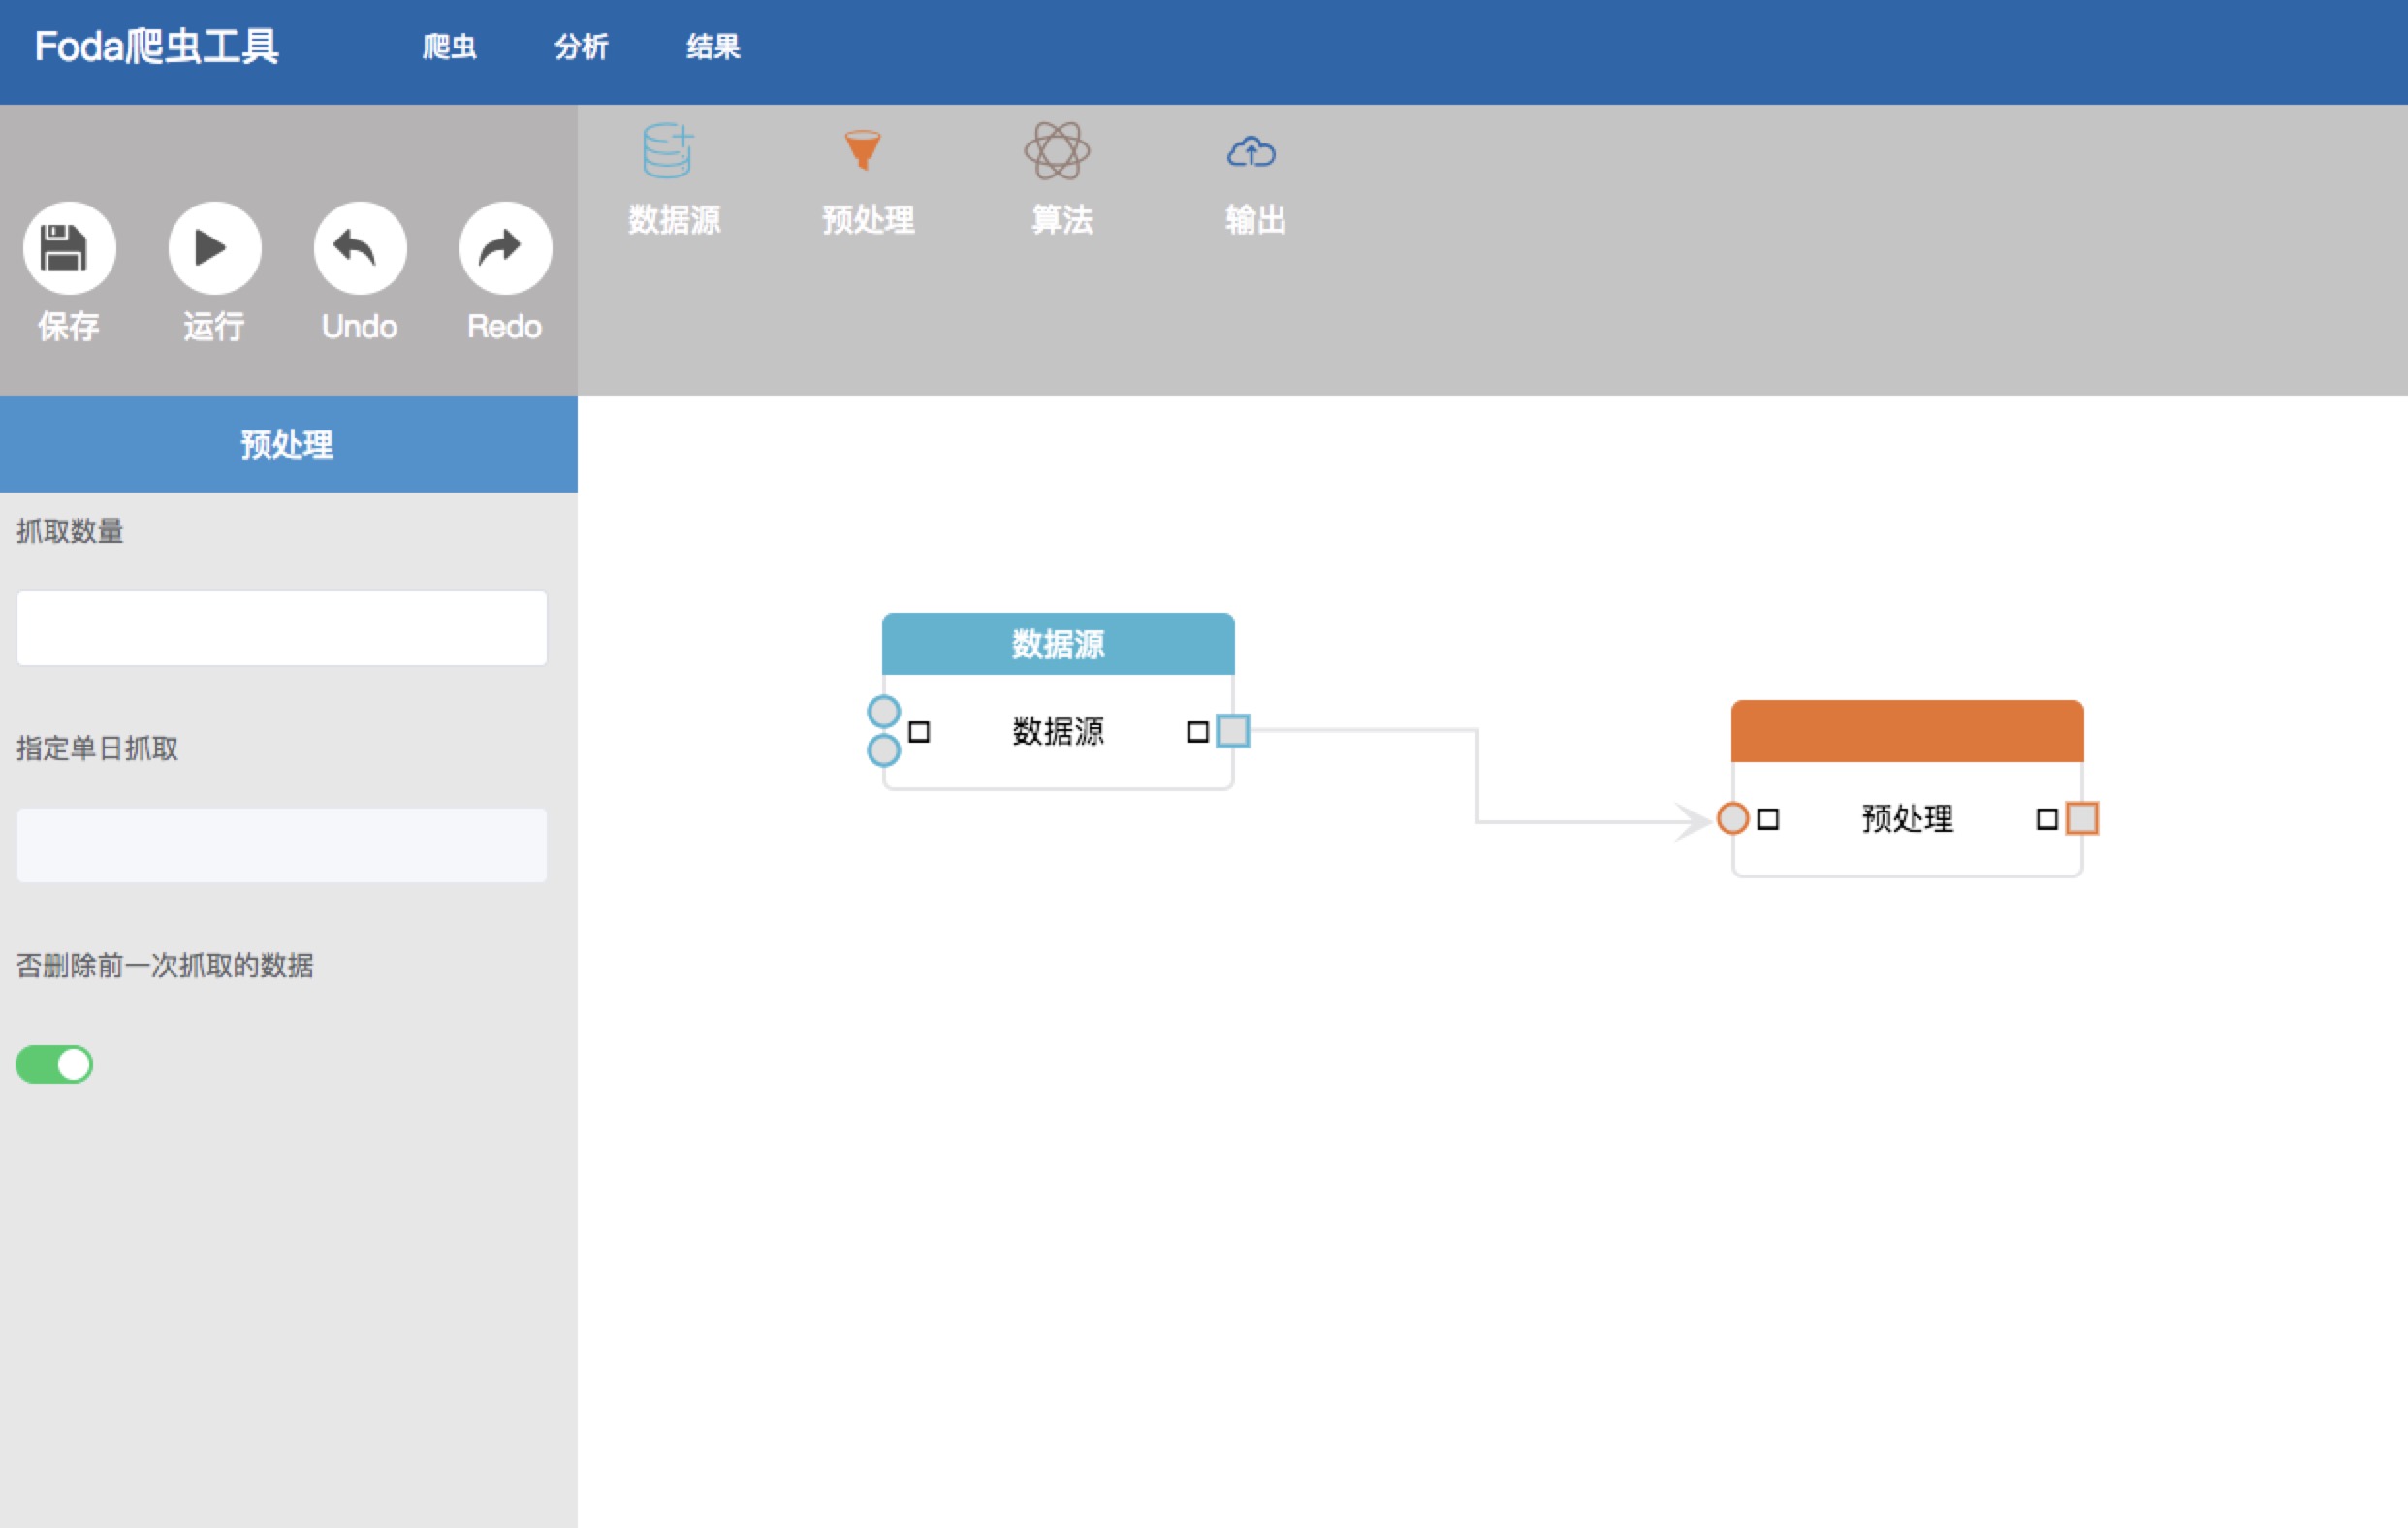 Foda爬虫工具 爬虫 分析 结果
数据源 预处理 算法 输出
保存 运行 Undo Redo
预处理
抓取数量
指定单日抓取
否删除前一次抓取的数据
数据源
数据源
预处理